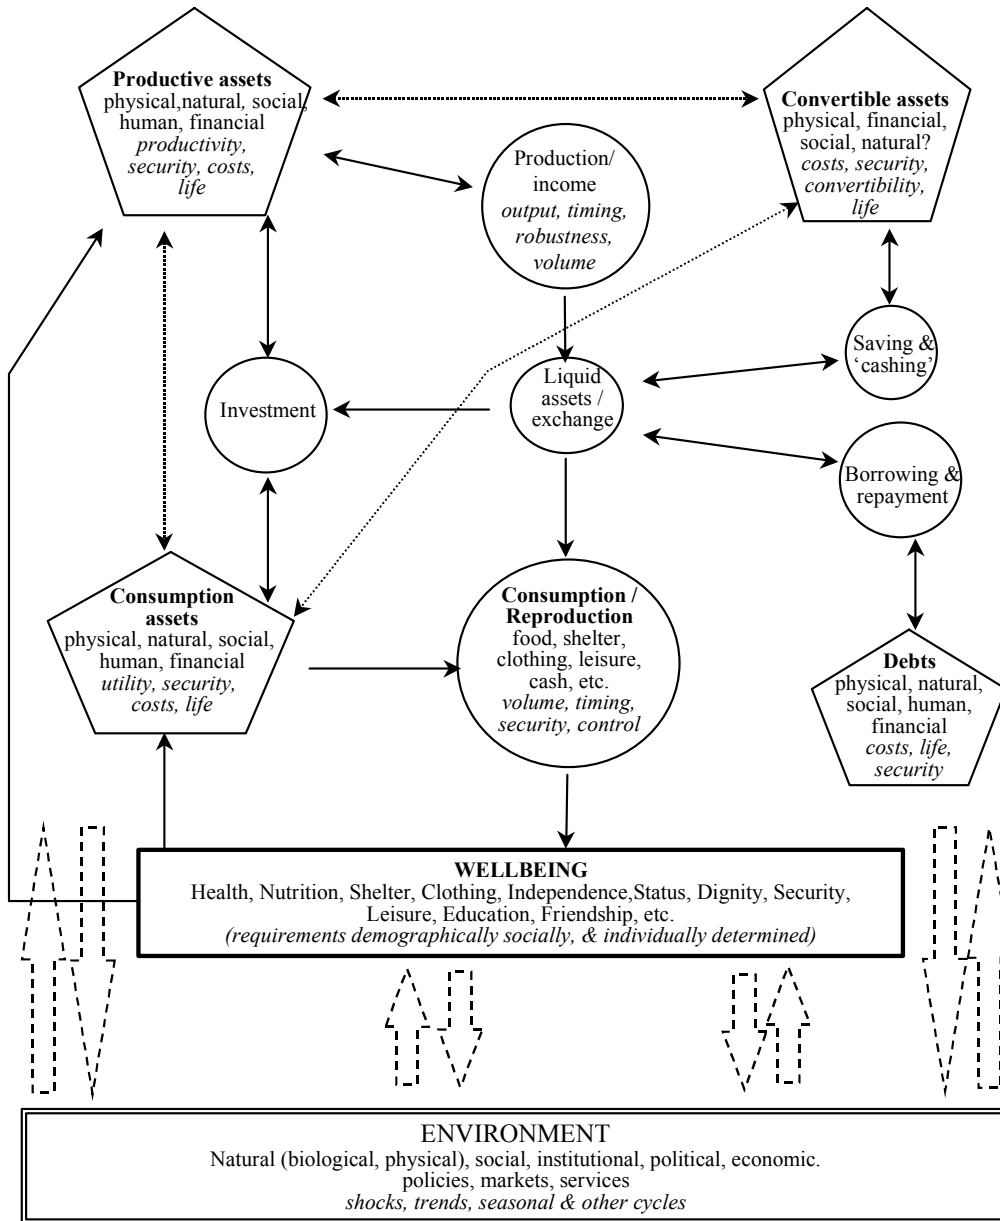 Productive assets
physical,natural, social,
human, financial
productivity,
security, costs,
life
Convertible assets
physical, financial,
social, natural?
costs, security,
convertibility,
life
Production/
income
output, timing,
robustness,
volume
Saving &
‘cashing’
Investment
Liquid
assets /
exchange
Borrowing &
repayment
Consumption
assets
physical, natural, social,
human, financial
utility, security,
costs, life
Consumption /
Reproduction
food, shelter,
clothing, leisure,
cash, etc.
volume, timing,
security, control
Debts
physical, natural,
social, human,
financial
costs, life,
security
WELLBEING
Health, Nutrition, Shelter, Clothing, Independence,Status, Dignity, Security,
Leisure, Education, Friendship, etc.
(requirements demographically socially, & individually determined)
ENVIRONMENT
Natural (biological, physical), social, institutional, political, economic.
policies, markets, services
shocks, trends, seasonal & other cycles